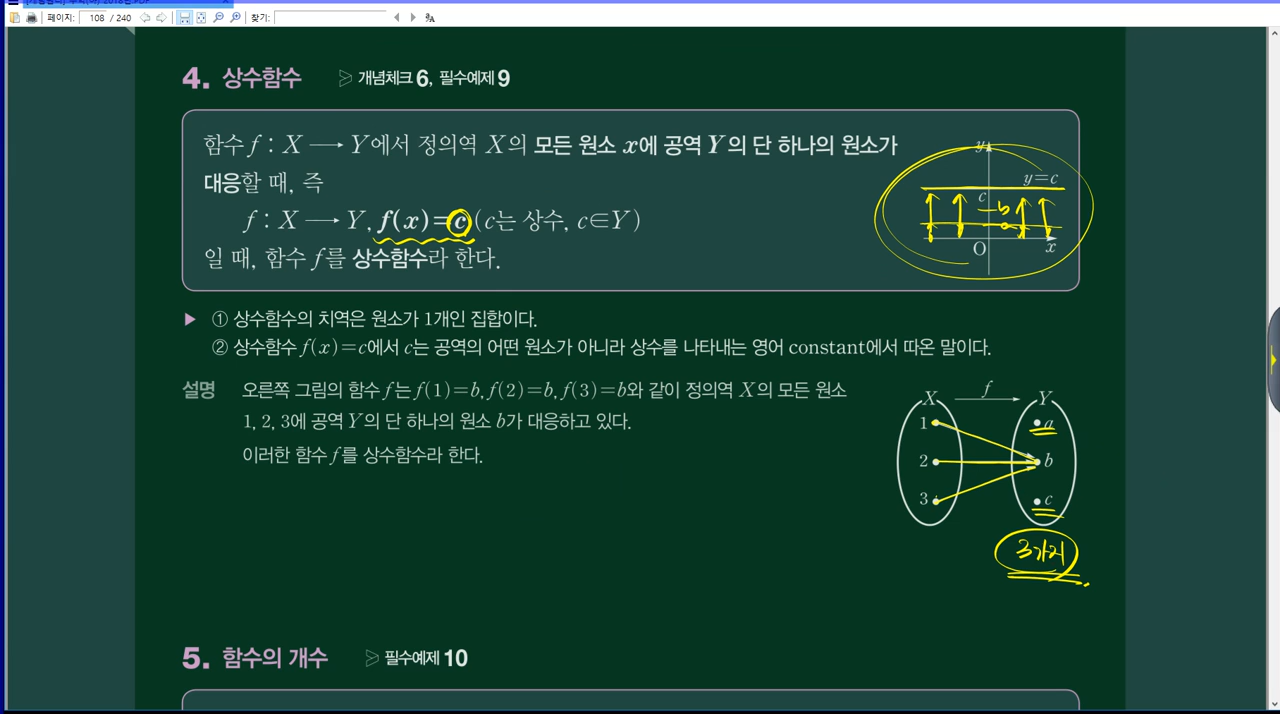 페이지: 108 / 240 찾기:
4. 상수함수 ≫ 개념체크 6, 필수예제 9
함수 f : X ⟶ Y에서 정의역 X의 모든 원소 x에 공역 Y의 단 하나의 원소가
대응할 때, 즉
f : X ⟶ Y, f(x)=c (c는 상수, c∈Y)
일 때, 함수 f를 상수함수라 한다.
y
y=c
c
b
a
O x
▶ ① 상수함수의 치역은 원소가 1개인 집합이다.
② 상수함수 f(x)=c에서 c는 공역의 어떤 원소가 아니라 상수를 나타내는 영어 constant에서 따온 말이다.
설명 오른쪽 그림의 함수 f는 f(1)=b, f(2)=b, f(3)=b와 같이 정의역 X의 모든 원소
1, 2, 3에 공역 Y의 단 하나의 원소 b가 대응하고 있다.
이러한 함수 f를 상수함수라 한다.
X f Y
1 a
2 b
3 c
3가지
5. 함수의 개수 ≫ 필수예제 10